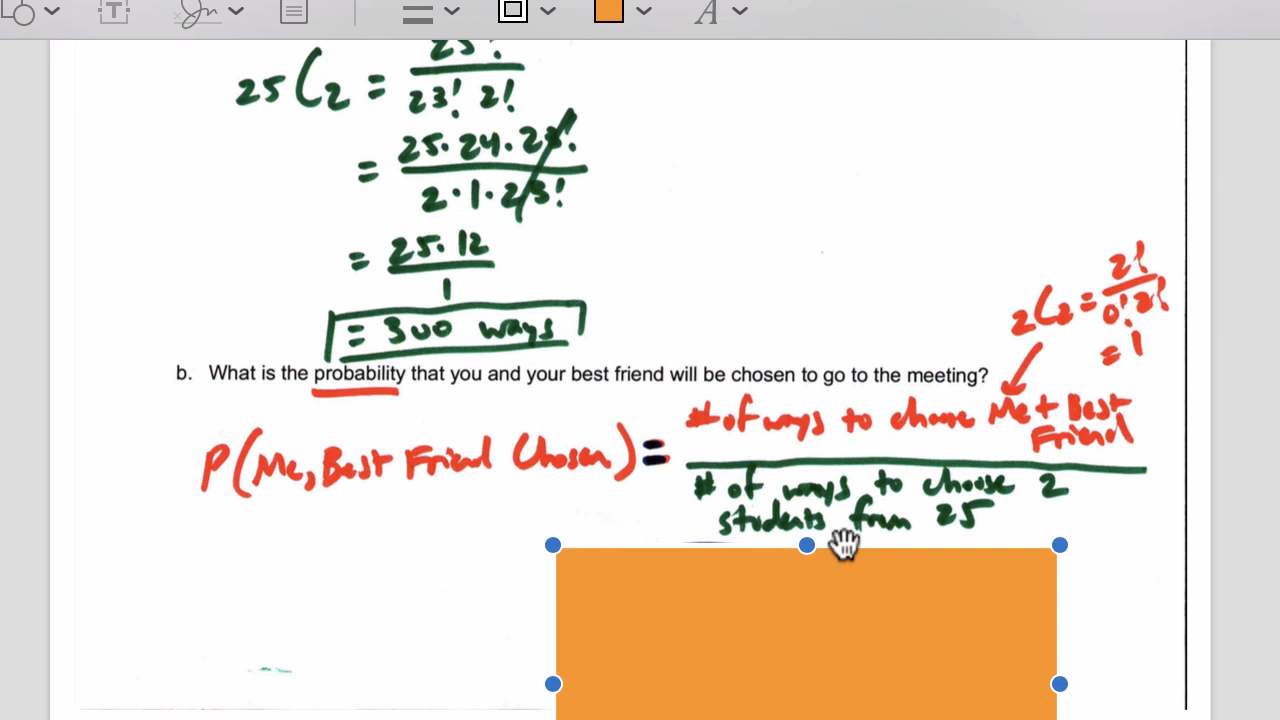 25C2 = 25!
23! 2!
= 25·24·23!
2·1·23!
= 25·12
1
= 300 ways
2C2 = 2!
0! 2!
= 1
b. What is the probability that you and your best friend will be chosen to go to the meeting?
P(Me, Best Friend Chosen) = # of ways to choose Me + Best
Friend
# of ways to choose 2
students from 25